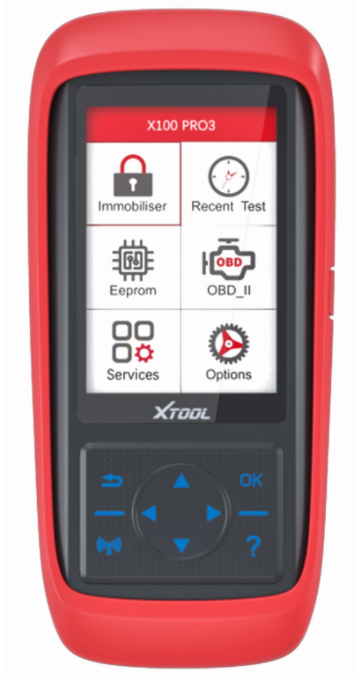 X100 PRO3
Immobiliser
Recent Test
Eeprom
OBD
OBD_II
Services
Options
XTOOL
OK
?